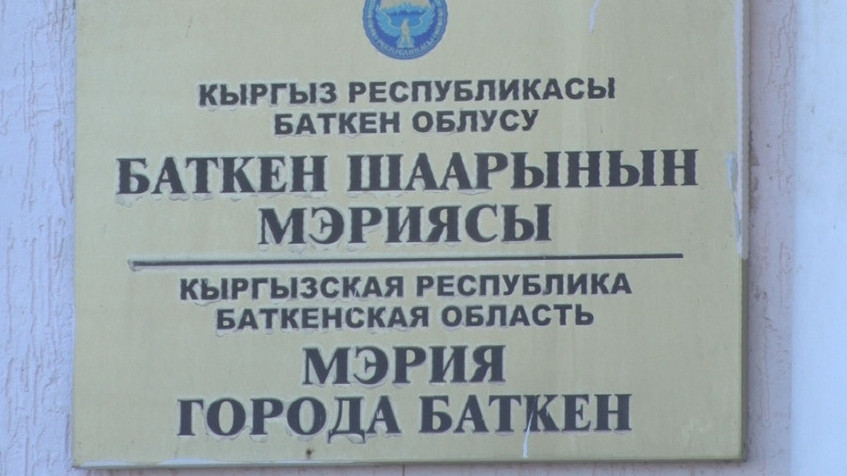 КЫРГЫЗ РЕСПУБЛИКАСЫ
БАТКЕН ОБЛУСУ
БАТКЕН ШААРЫНЫН
МЭРИЯСЫ
КЫРГЫЗСКАЯ РЕСПУБЛИКА
БАТКЕНСКАЯ ОБЛАСТЬ
МЭРИЯ
ГОРОДА БАТКЕН